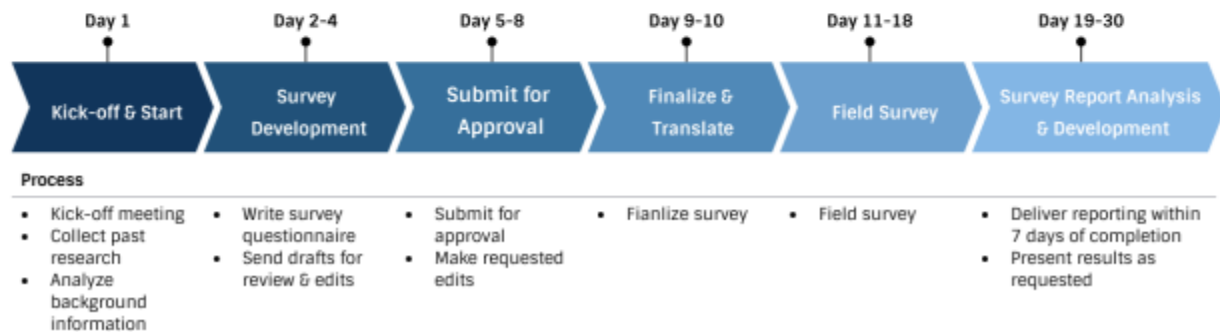 Day 1
Day 2-4
Day 5-8
Day 9-10
Day 11-18
Day 19-30
Kick-off & Start
Survey
Development
Submit for
Approval
Finalize &
Translate
Field Survey
Survey Report Analysis
& Development
Process
• Kick-off meeting
• Collect past
research
• Analyze
background
information
• Write survey
questionnaire
• Send drafts for
review & edits
• Submit for
approval
• Make requested
edits
• Fianlize survey
• Field survey
• Deliver reporting within
7 days of completion
• Present results as
requested